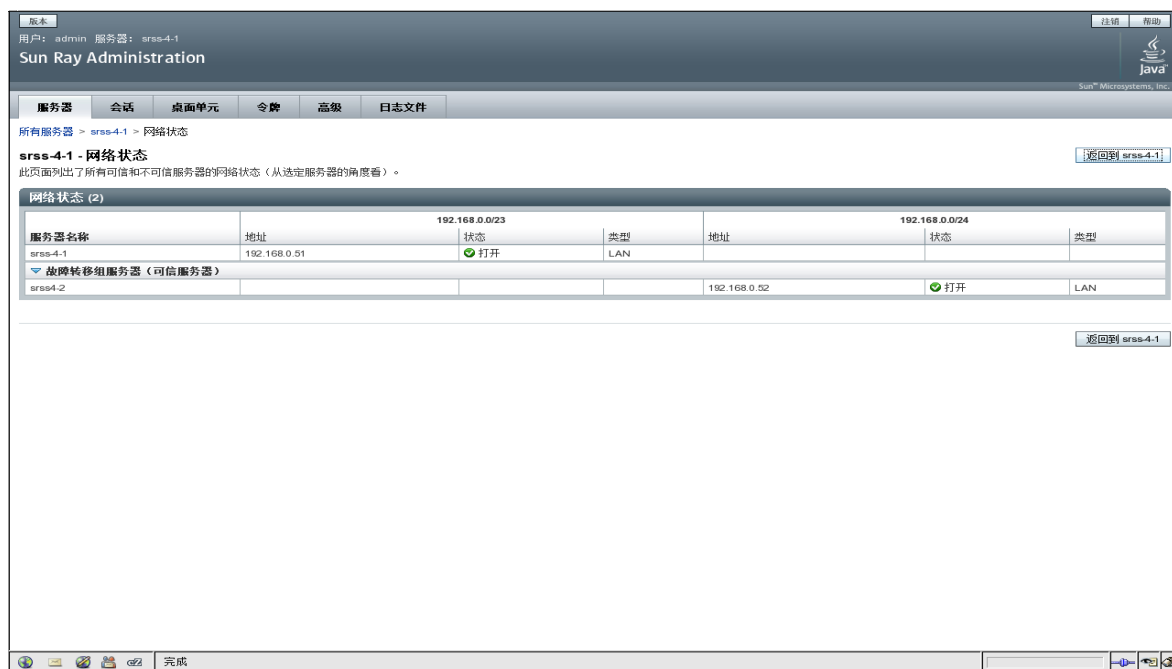 版本
注销 帮助
用户: admin 服务器: srss-4-1
Sun Ray Administration
Java™
Sun™ Microsystems, Inc.
服务器 会话 桌面单元 令牌 高级 日志文件
所有服务器 > srss-4-1 > 网络状态
srss-4-1 - 网络状态
返回到 srss-4-1
此页面列出了所有可信和不可信服务器的网络状态（从选定服务器的角度看）。
网络状态 (2)
192.168.0.0/23 192.168.0.0/24
服务器名称 地址 状态 类型 地址 状态 类型
srss-4-1 192.168.0.51 打开 LAN
故障转移组服务器（可信服务器）
srss4-2 192.168.0.52 打开 LAN
返回到 srss-4-1
完成